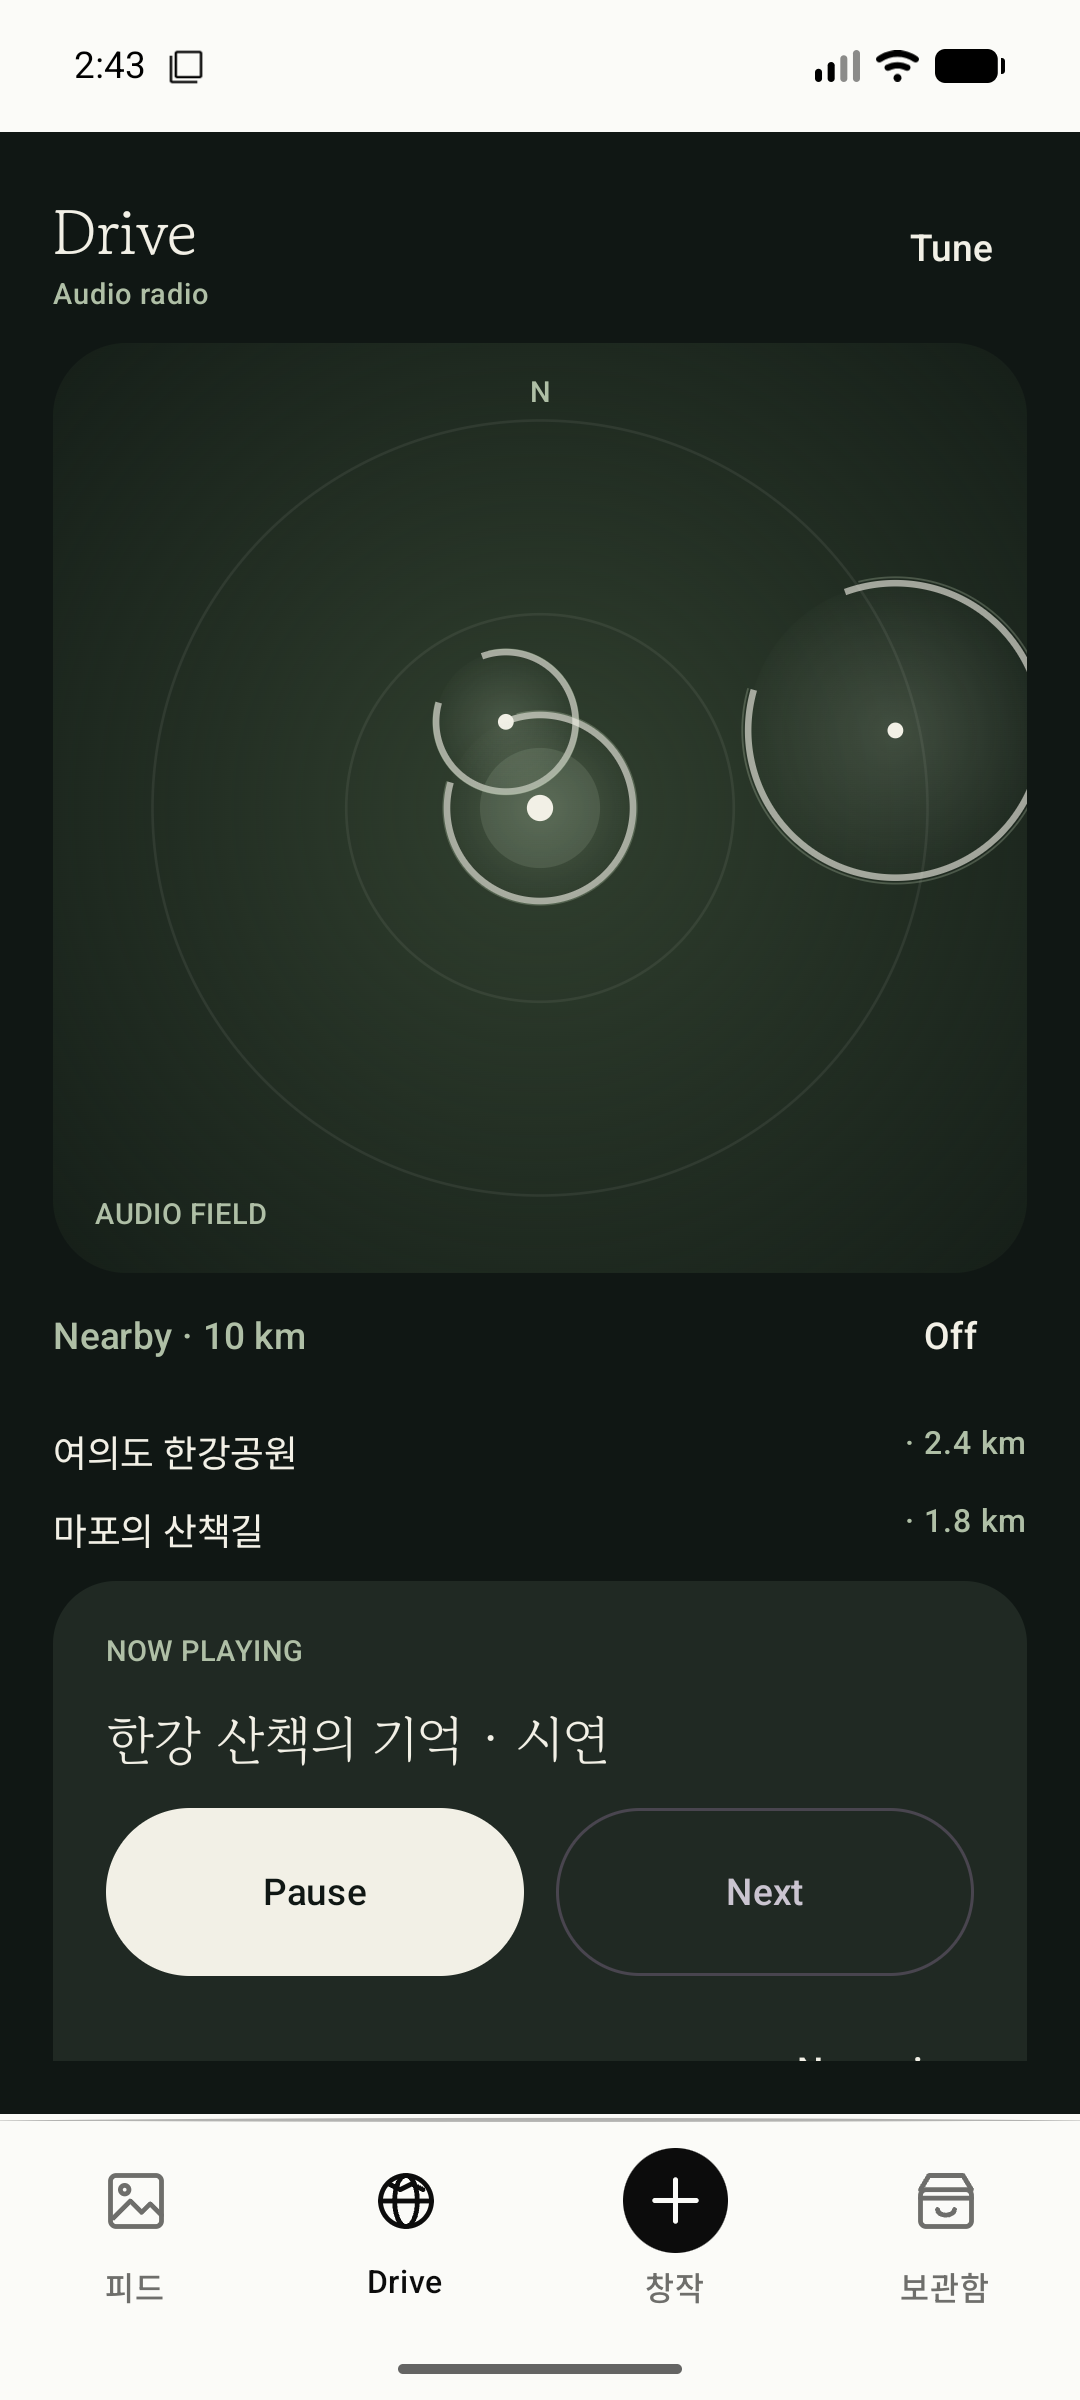 2:43
Drive
Tune
Audio radio
N
AUDIO FIELD
Nearby · 10 km
Off
여의도 한강공원
· 2.4 km
마포의 산책길
· 1.8 km
NOW PLAYING
한강 산책의 기억 · 시연
Pause
Next
피드
Drive
창작
보관함